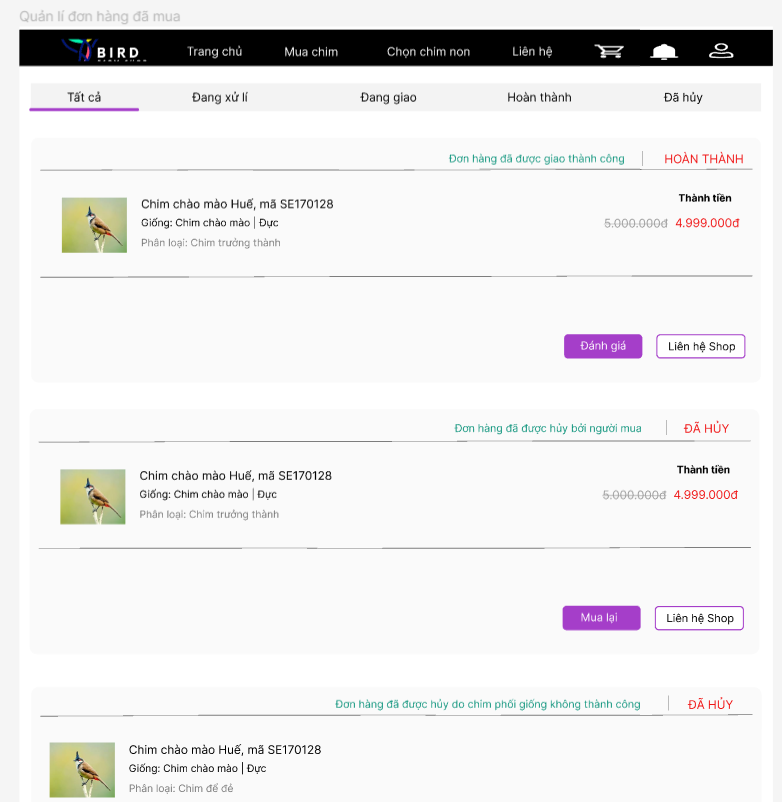 Quản lí đơn hàng đã mua
BIRD
Trang chủ Mua chim Chọn chim non Liên hệ
Tất cả Đang xử lí Đang giao Hoàn thành Đã hủy
Đơn hàng đã được giao thành công HOÀN THÀNH
Chim chào mào Huế, mã SE170128
Thành tiền
Giống: Chim chào mào | Đực
5.000.000đ 4.999.000đ
Phân loại: Chim trưởng thành
Đánh giá Liên hệ Shop
Đơn hàng đã được hủy bởi người mua ĐÃ HỦY
Chim chào mào Huế, mã SE170128
Thành tiền
Giống: Chim chào mào | Đực
5.000.000đ 4.999.000đ
Phân loại: Chim trưởng thành
Mua lại Liên hệ Shop
Đơn hàng đã được hủy do chim phối giống không thành công ĐÃ HỦY
Chim chào mào Huế, mã SE170128
Giống: Chim chào mào | Đực
Phân loại: Chim để đẻ